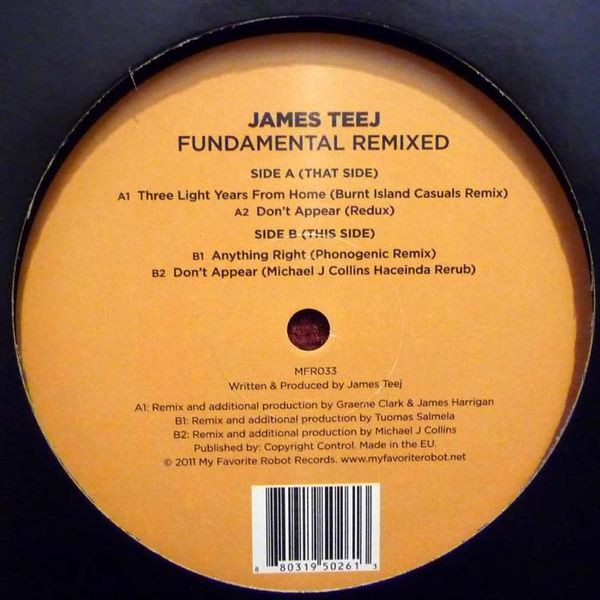 JAMES TEEJ
FUNDAMENTAL REMIXED
SIDE A (THAT SIDE)
A1 Three Light Years From Home (Burnt Island Casuals Remix)
A2 Don't Appear (Redux)
SIDE B (THIS SIDE)
B1 Anything Right (Phonogenic Remix)
B2 Don't Appear (Michael J Collins Haceinda Rerub)
MFR033
Written & Produced by James Teej
A1: Remix and additional production by Graeme Clark & James Harrigan
B1: Remix and additional production by Tuomas Salmela
B2: Remix and additional production by Michael J Collins
Published by: Copyright Control. Made in the EU.
© 2011 My Favorite Robot Records. www.myfavoriterobot.net
8 80319 50261 3